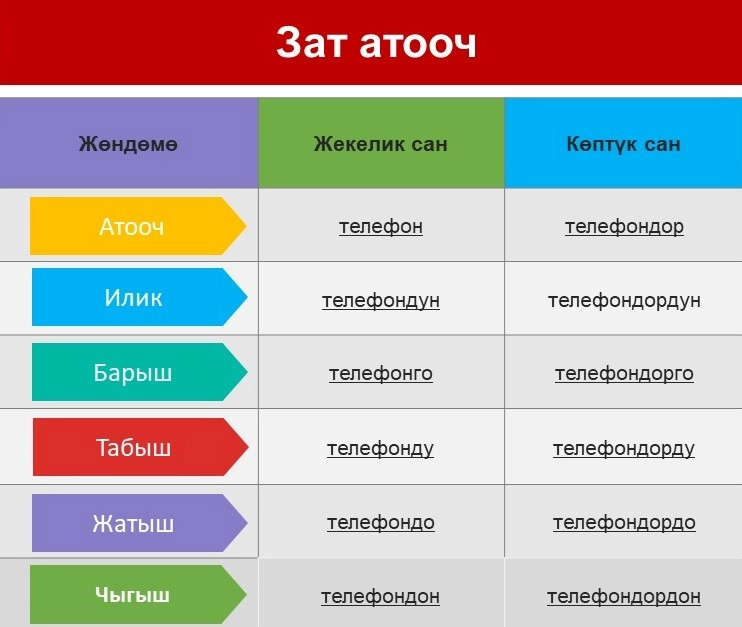 Зат атооч
Жөндөмө Жекелик сан Көптүк сан
Атооч телефон телефондор
Илик телефондун телефондордун
Барыш телефонго телефондорго
Табыш телефонду телефондорду
Жатыш телефондо телефондордо
Чыгыш телефондон телефондордон